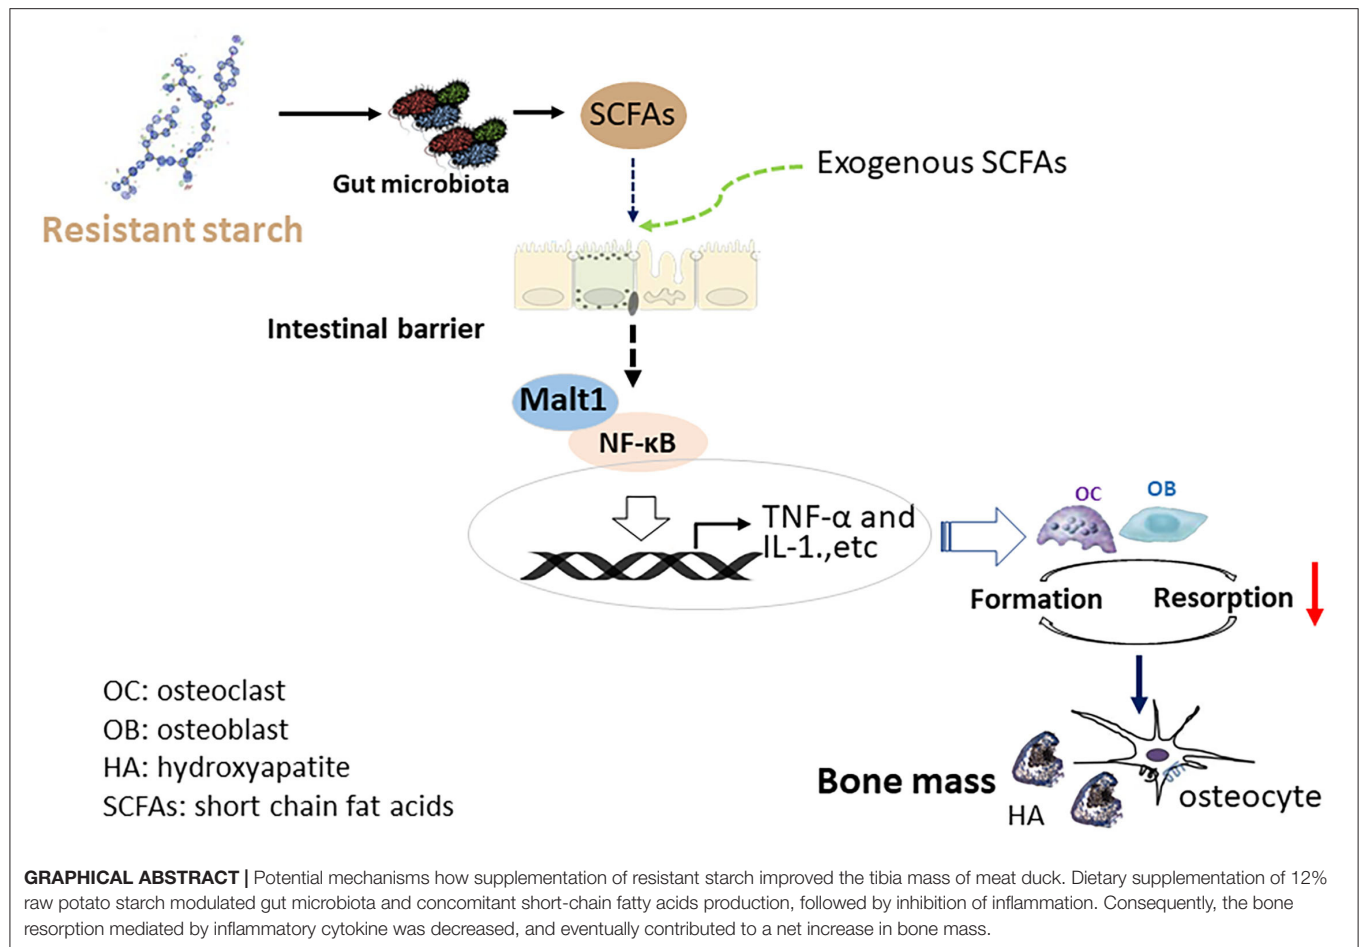 SCFAs
Exogenous SCFAs
Gut microbiota
Resistant starch
Intestinal barrier
Malt1
NF-κB
TNF-α and
IL-1.,etc
OC
OB
Formation
Resorption
OC: osteoclast
OB: osteoblast
HA: hydroxyapatite
SCFAs: short chain fat acids
Bone mass
HA
osteocyte
GRAPHICAL ABSTRACT | Potential mechanisms how supplementation of resistant starch improved the tibia mass of meat duck. Dietary supplementation of 12%
raw potato starch modulated gut microbiota and concomitant short-chain fatty acids production, followed by inhibition of inflammation. Consequently, the bone
resorption mediated by inflammatory cytokine was decreased, and eventually contributed to a net increase in bone mass.